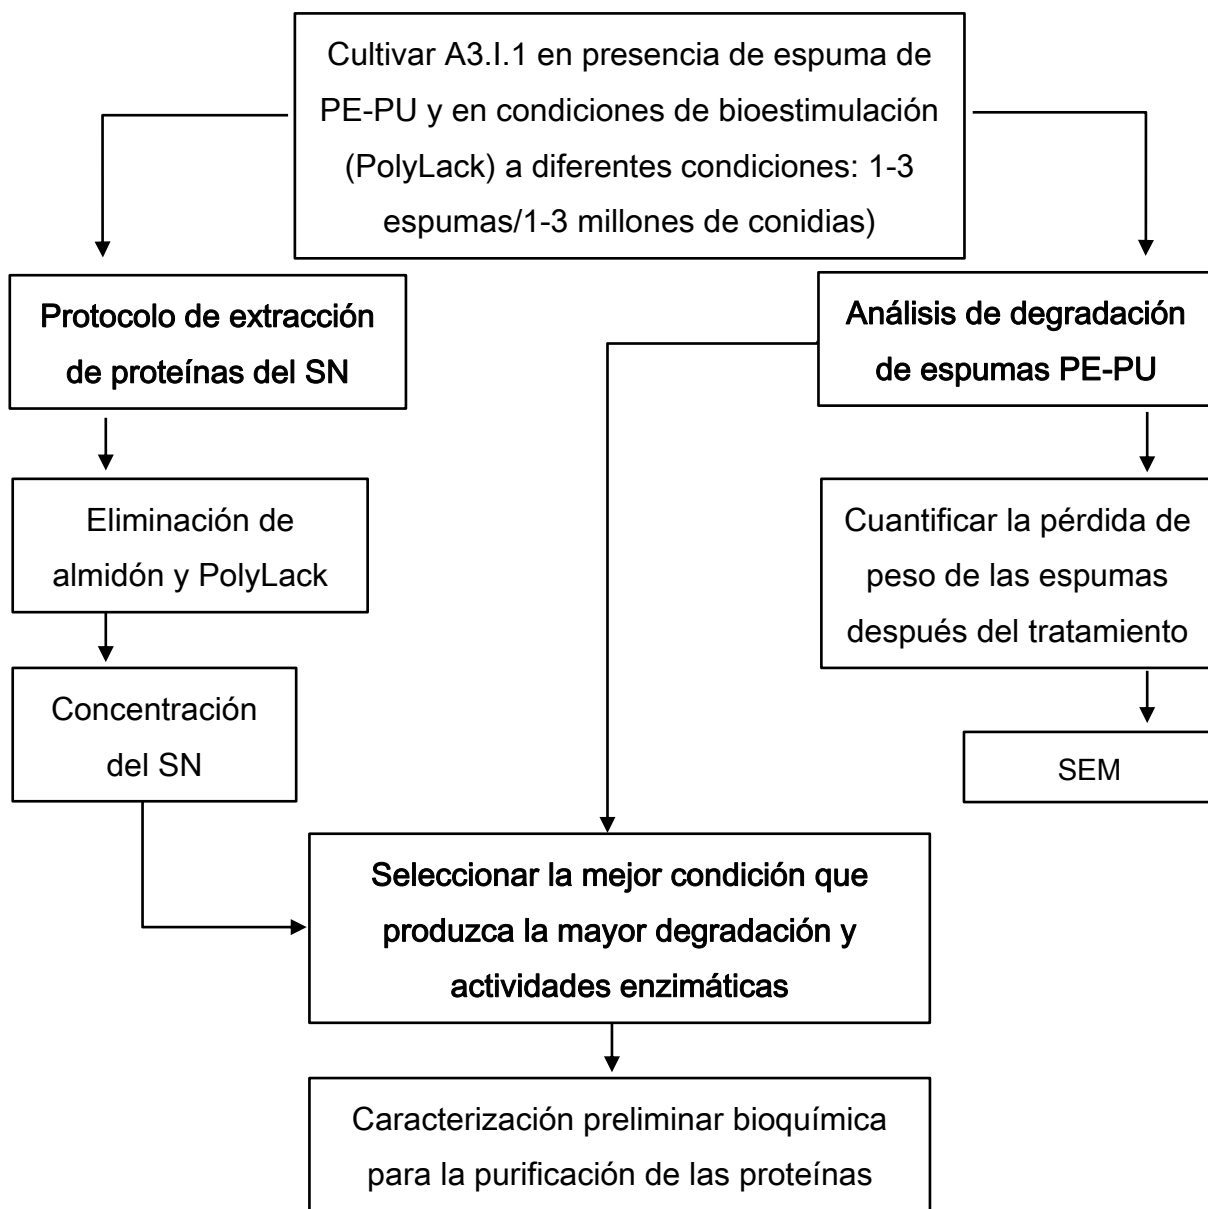 Cultivar A3.I.1 en presencia de espuma de
PE-PU y en condiciones de bioestimulación
(PolyLack) a diferentes condiciones: 1-3
espumas/1-3 millones de conidias)
Protocolo de extracción
de proteínas del SN
Análisis de degradación
de espumas PE-PU
Eliminación de
almidón y PolyLack
Cuantificar la pérdida de
peso de las espumas
después del tratamiento
Concentración
del SN
SEM
Seleccionar la mejor condición que
produzca la mayor degradación y
actividades enzimáticas
Caracterización preliminar bioquímica
para la purificación de las proteínas